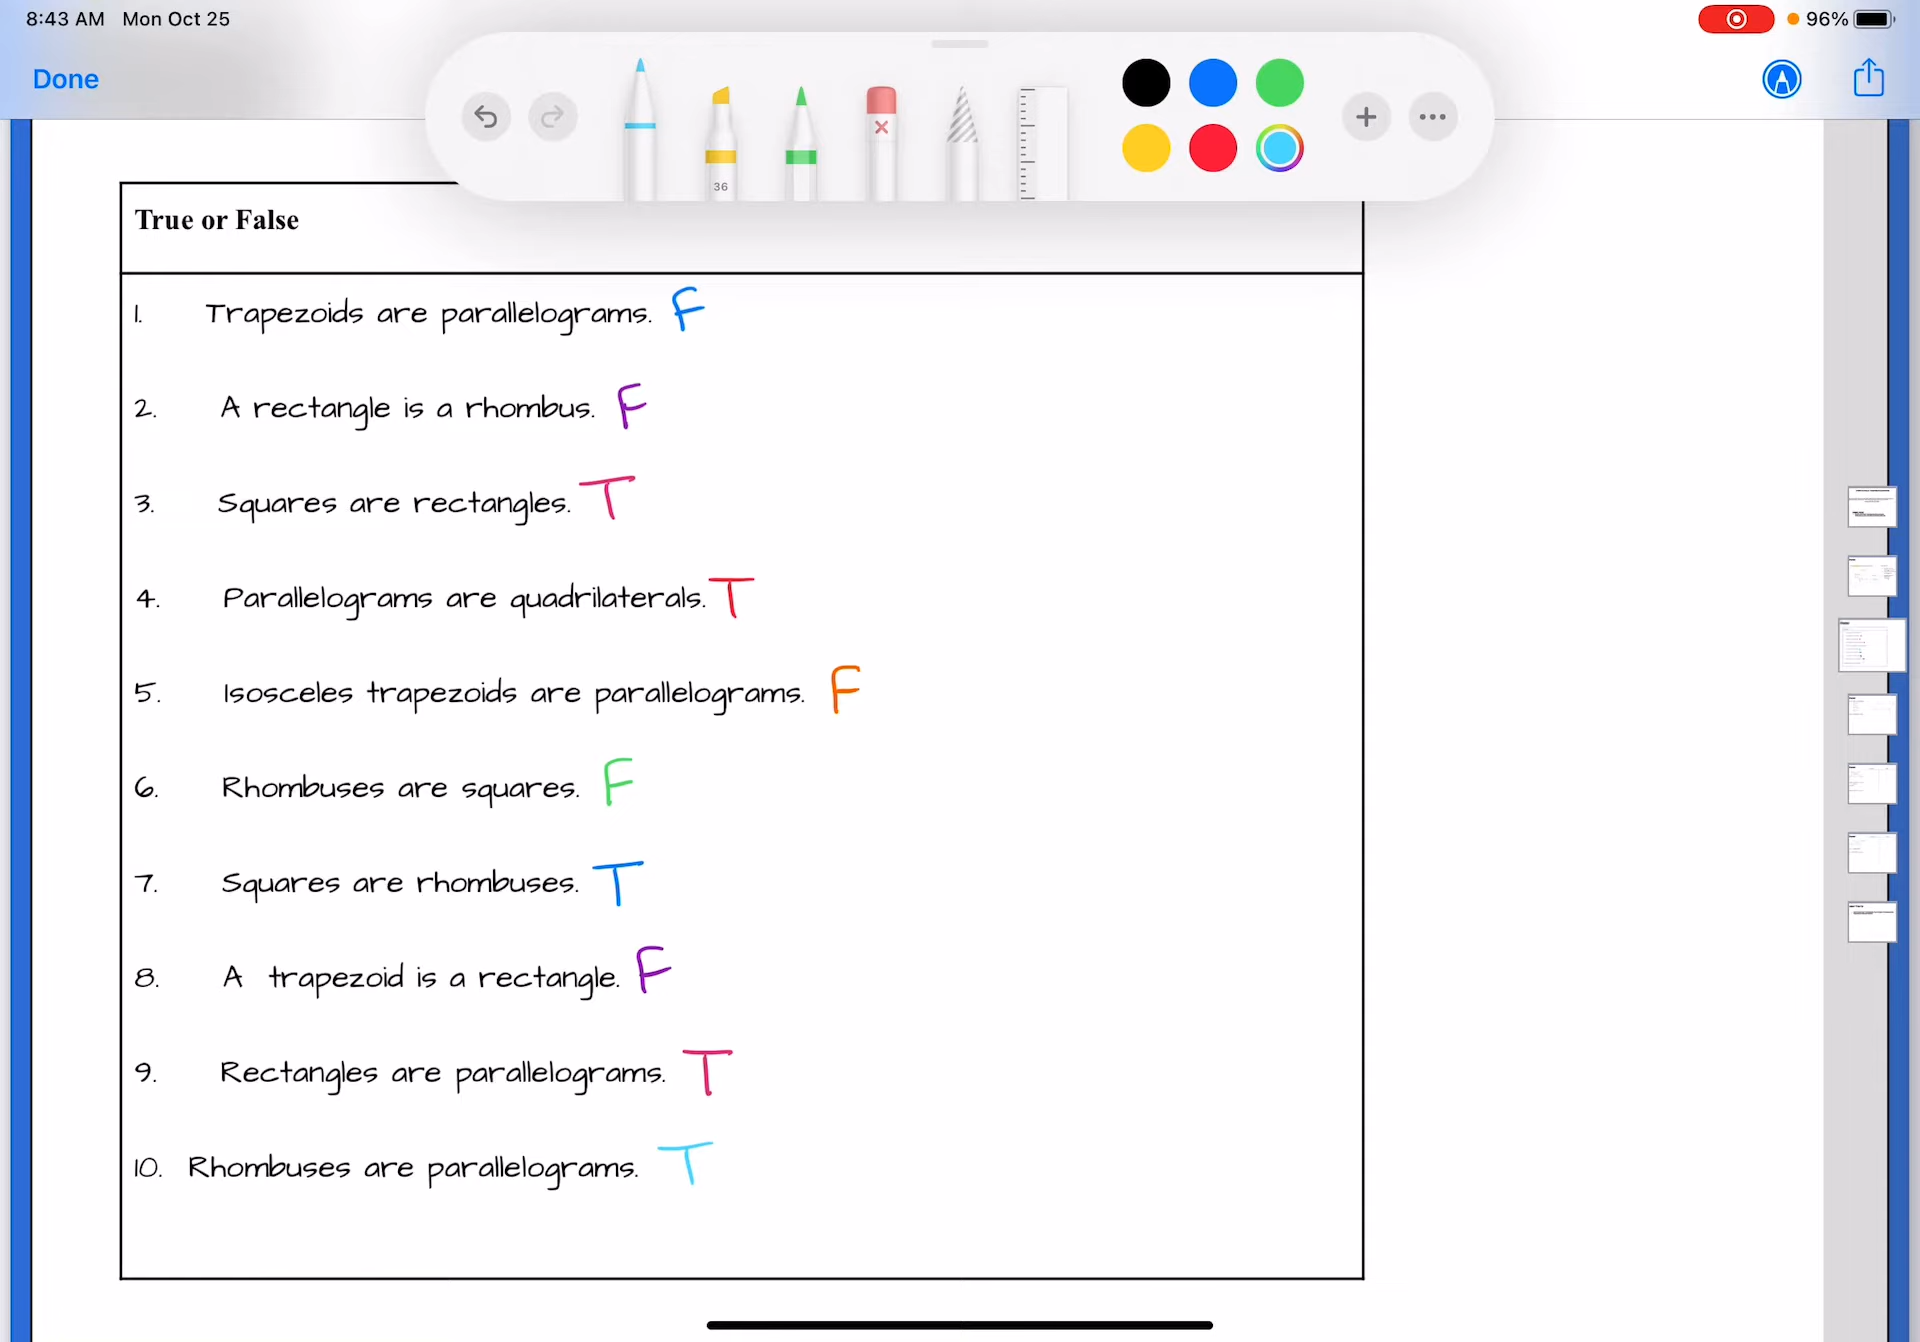 8:43 AM Mon Oct 25
96%
Done
36
True or False
1. Trapezoids are parallelograms. F
2. A rectangle is a rhombus. F
3. Squares are rectangles. T
4. Parallelograms are quadrilaterals. T
5. Isosceles trapezoids are parallelograms. F
6. Rhombuses are squares. F
7. Squares are rhombuses. T
8. A trapezoid is a rectangle. F
9. Rectangles are parallelograms. T
10. Rhombuses are parallelograms. T